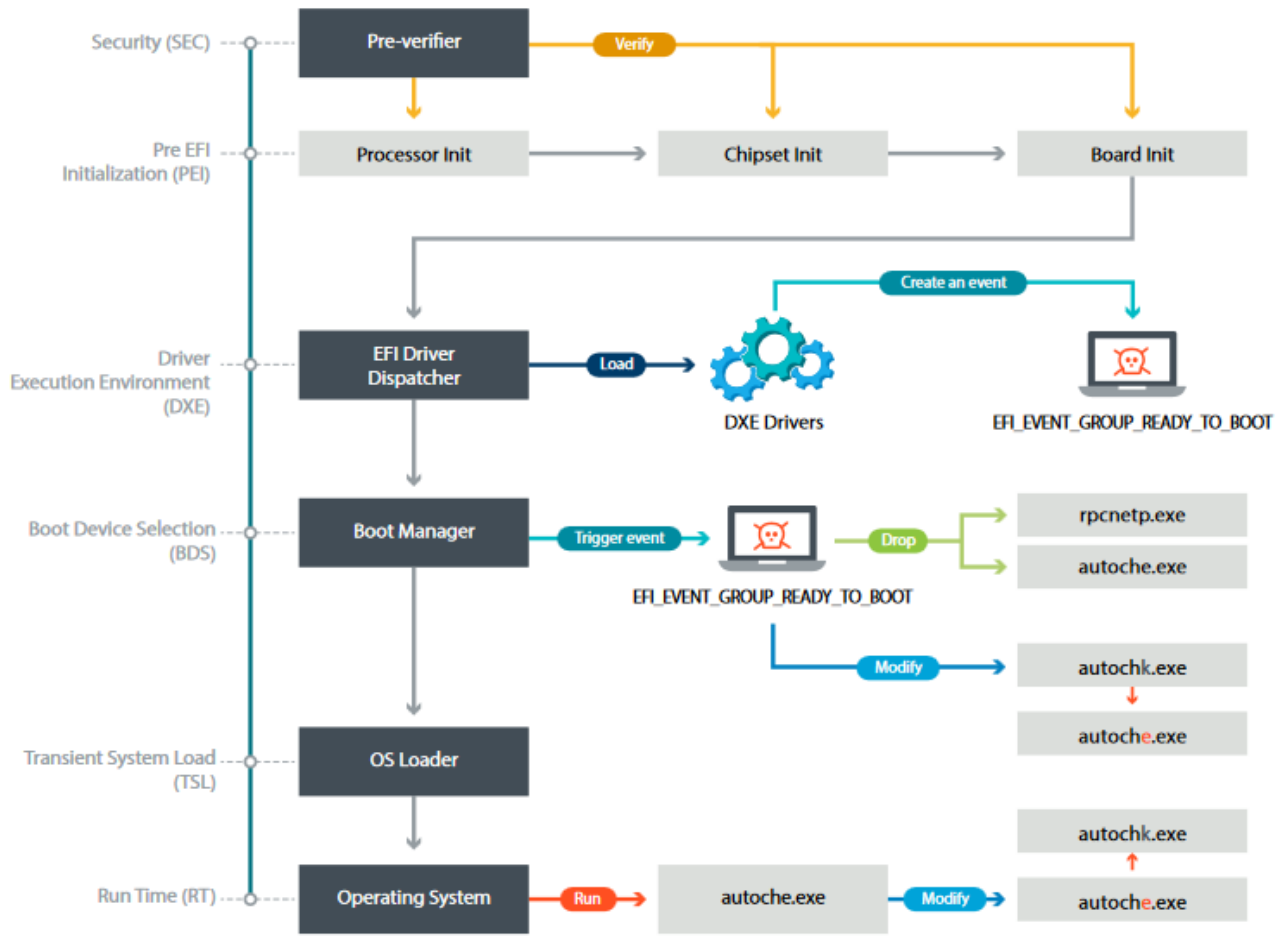 Security (SEC)
Pre-verifier
Verify
Pre EFI
Initialization (PEI)
Processor Init
Chipset Init
Board Init
Create an event
Driver
Execution Environment
(DXE)
EFI Driver
Dispatcher
Load
DXE Drivers
EFI_EVENT_GROUP_READY_TO_BOOT
Boot Device Selection
(BDS)
Boot Manager
Trigger event
EFI_EVENT_GROUP_READY_TO_BOOT
Drop
rpcnetp.exe
autoche.exe
Modify
autochk.exe
autoche.exe
Transient System Load
(TSL)
OS Loader
Run Time (RT)
Operating System
Run
autoche.exe
Modify
autochk.exe
autoche.exe